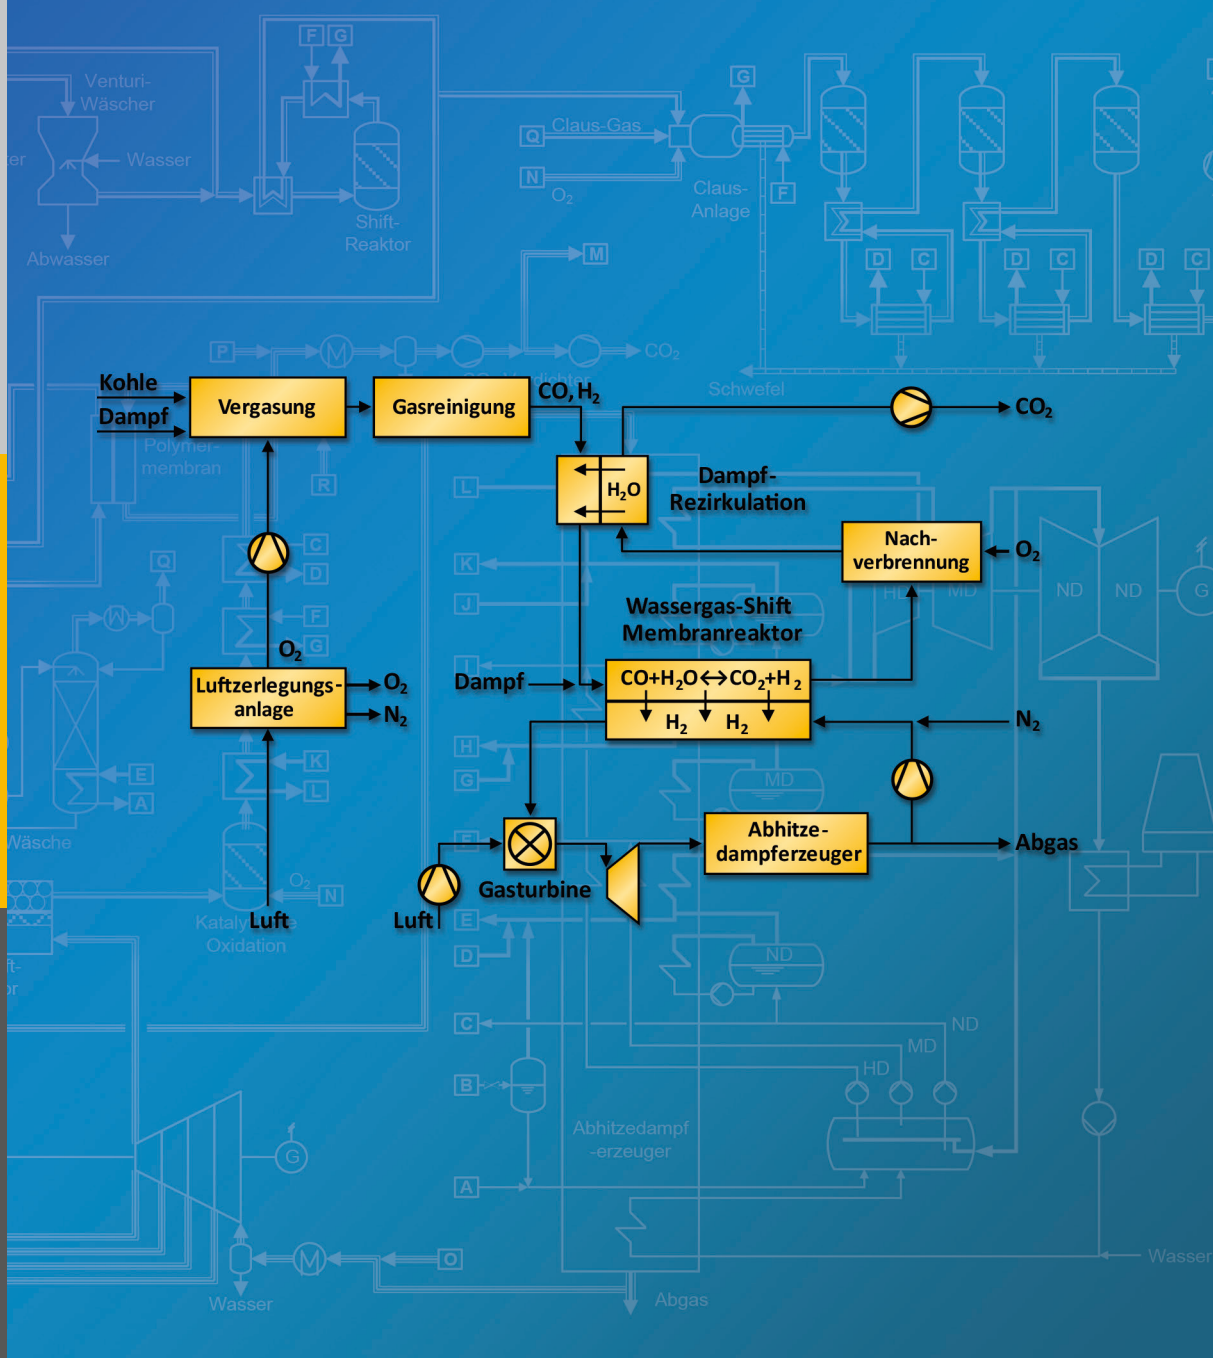 F G
Venturi-
Wäscher
Wasser
Abwasser
Shift-
Reaktor
G
Q Claus-Gas
N
O₂
Claus-
Anlage
F
M
D C D C D C
P M
CO₂
Schwefel
Kohle
Dampf
Vergasung
Gasreinigung
CO, H₂
CO₂
Polymer-
membran
R
L
H₂O
Dampf-
Rezirkulation
Nach-
verbrennung
O₂
C
D
Q
K
J
M
F
G
HD MD
ND ND
G
Wassergas-Shift
Membranreaktor
O₂
Luftzerlegungs-
anlage
O₂
N₂
I
Dampf
CO+H₂O↔CO₂+H₂
H₂ H₂
N₂
H
G
K
L
E
A
MD
Wäsche
F
Abhitze-
dampferzeuger
Abgas
Gasturbine
O₂
N
Luft
Luft
Oxidation
E
D
ND
C
ND
MD
HD
B
Abhitzedampf
-erzeuger
G
A
M
O
Wasser
Wasser
Abgas